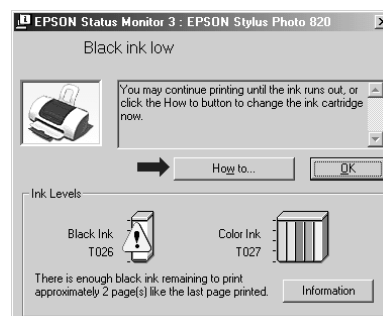 EPSON Status Monitor 3 : EPSON Stylus Photo 820
Black ink low
You may continue printing until the ink runs out, or
click the How to button to change the ink cartridge
now.
How to...
OK
Ink Levels
Black Ink
T026
Color Ink
T027
There is enough black ink remaining to print
approximately 2 page(s) like the last page printed.
Information